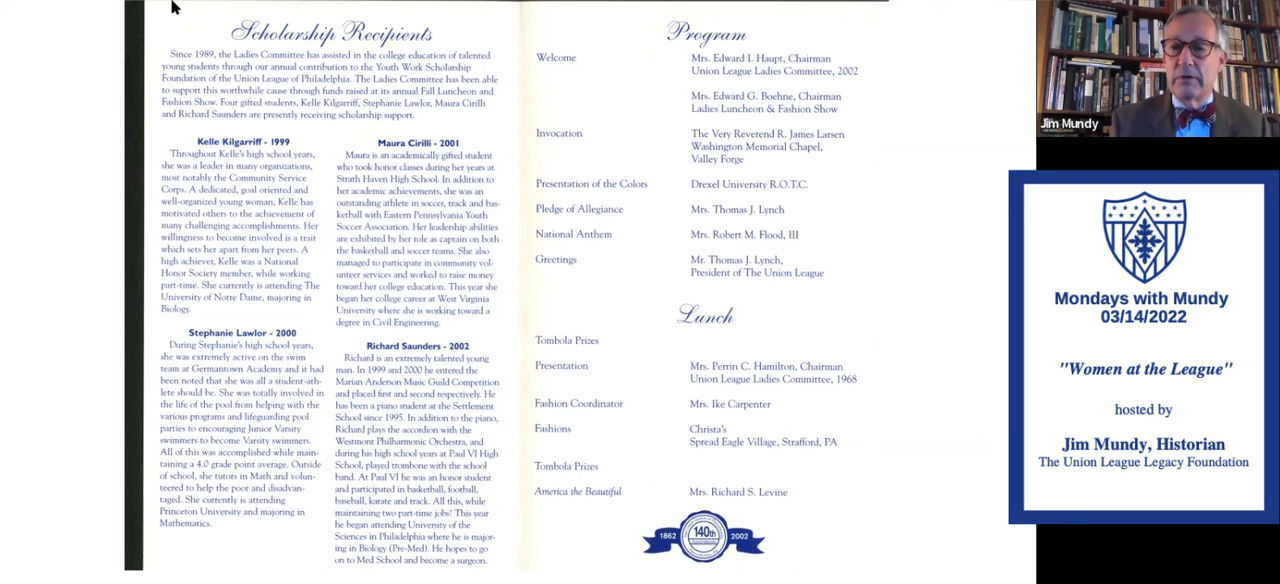 Scholarship Recipients
Since 1989, the Ladies Committee has assisted in the college education of talented
young students through our annual contribution to the Youth Work Scholarship
Foundation of the Union League of Philadelphia. The Ladies Committee has been able
to support this worthwhile cause through funds raised at its annual Fall Luncheon and
Fashion Show. Four gifted students, Kelle Kilgarriff, Stephanie Lawlor, Maura Cirilli
and Richard Saunders are presently receiving scholarship support.
Kelle Kilgarriff - 1999
Throughout Kelle's high school years,
she was a leader in many organizations,
most notably the Community Service
Corps. A dedicated, goal oriented and
well-organized young woman, Kelle has
motivated others to the achievement of
many challenging accomplishments. Her
willingness to become involved is a trait
which sets her apart from her peers. A
high achiever, Kelle was a National
Honor Society member, while working
part-time. She currently is attending The
University of Notre Dame, majoring in
Biology.
Stephanie Lawlor - 2000
During Stephanie's high school years,
she was extremely active on the swim
team at Germantown Academy and it had
been noted that she was all a student-ath-
lete should be. She was totally involved in
the life of the pool from helping with the
various programs and lifeguarding pool
parties to encouraging Junior Varsity
swimmers to become Varsity swimmers.
All of this was accomplished while main-
taining a 4.0 grade point average. Outside
of school, she tutors in Math and volun-
teered to help the poor and disadvan-
taged. She currently is attending
Princeton University and majoring in
Mathematics.
Maura Cirilli - 2001
Maura is an academically gifted student
who took honor classes during her years at
Strath Haven High School. In addition to
her academic achievements, she was an
outstanding athlete in soccer, track and bas-
ketball with Eastern Pennsylvania Youth
Soccer Association. Her leadership abilities
are exhibited by her role as captain on both
the basketball and soccer teams. She also
managed to participate in community vol-
unteer services and worked to raise money
toward her college education. This year she
began her college career at West Virginia
University where she is working toward a
degree in Civil Engineering.
Richard Saunders - 2002
Richard is an extremely talented young
man. In 1999 and 2000 he entered the
Marian Anderson Music Guild Competition
and placed first and second respectively. He
has been a piano student at the Settlement
School since 1995. In addition to the piano,
Richard plays the accordion with the
Westmont Philharmonic Orchestra, and
during his high school years at Paul VI High
School, played trombone with the school
band. At Paul VI he was an honor student
and participated in basketball, football,
baseball, karate and track. All this, while
maintaining two part-time jobs! This year
he began attending University of the
Sciences in Philadelphia where he is major-
ing in Biology (Pre-Med). He hopes to go
on to Med School and become a surgeon.
Program
Welcome Mrs. Edward I. Haupt, Chairman
Union League Ladies Committee, 2002
Mrs. Edward G. Boehne, Chairman
Ladies Luncheon & Fashion Show
Invocation The Very Reverend R. James Larsen
Washington Memorial Chapel,
Valley Forge
Presentation of the Colors Drexel University R.O.T.C.
Pledge of Allegiance Mrs. Thomas J. Lynch
National Anthem Mrs. Robert M. Flood, III
Greetings Mr. Thomas J. Lynch,
President of The Union League
Lunch
Tombola Prizes
Presentation Mrs. Perrin C. Hamilton, Chairman
Union League Ladies Committee, 1968
Fashion Coordinator Mrs. Ike Carpenter
Fashions Christa's
Spread Eagle Village, Strafford, PA
Tombola Prizes
America the Beautiful Mrs. Richard S. Levine
1862 140th 2002
Jim Mundy
Mondays with Mundy
03/14/2022
"Women at the League"
hosted by
Jim Mundy, Historian
The Union League Legacy Foundation